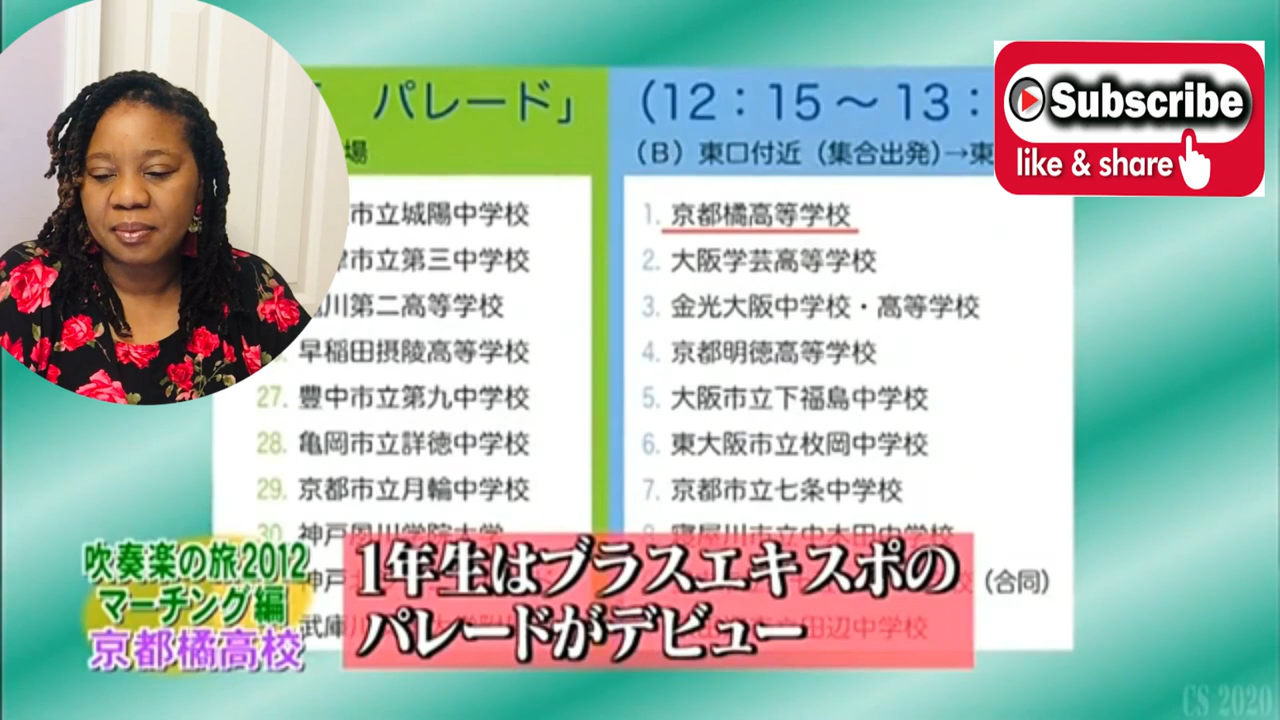 パレード」
場
市立城陽中学校
市立第三中学校
川第二高等学校
早稲田摂陵高等学校
27. 豊中市立第九中学校
28. 亀岡市立詳徳中学校
29. 京都市立月輪中学校
30.
(12：15～13：
(B) 東口付近 (集合出発)→東
1. 京都橘高等学校
2. 大阪学芸高等学校
3. 金光大阪中学校・高等学校
4. 京都明徳高等学校
5. 大阪市立下福島中学校
6. 東大阪市立枚岡中学校
7. 京都市立七条中学校
(合同)
田辺中学校
Subscribe
like & share
吹奏楽の旅2012
マーチング編
京都橘高校
1年生はブラスエキスポの
パレードがデビュー
CS 2020